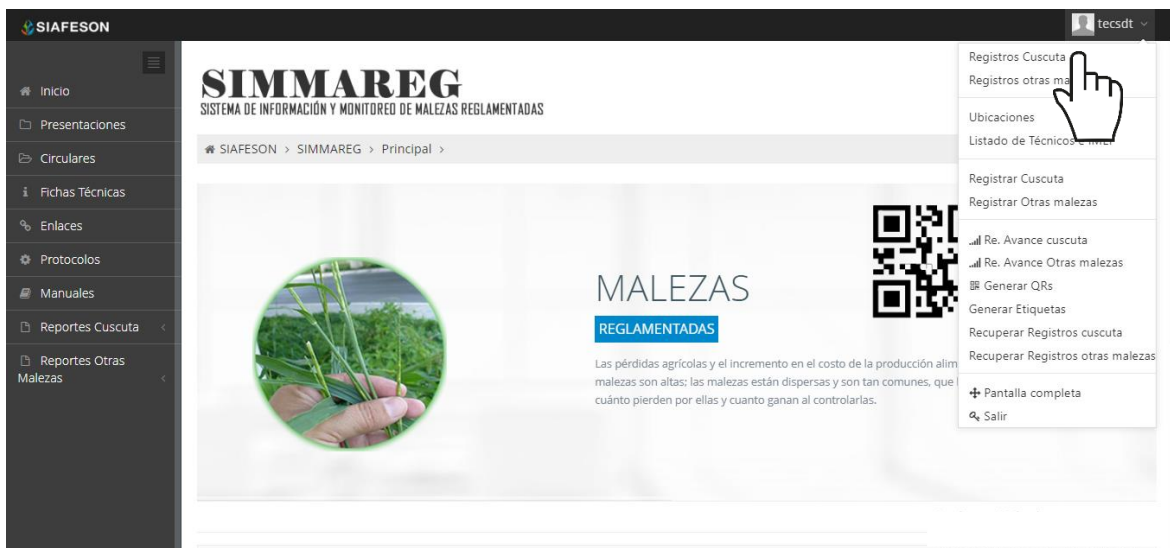 SIAFESON
tecsdt
Inicio
Presentaciones
Circulares
Fichas Técnicas
Enlaces
Protocolos
Manuales
Reportes Cuscuta
Reportes Otras
Malezas
SIMMAREG
SISTEMA DE INFORMACIÓN Y MONITOREO DE MALEZAS REGLAMENTADAS
SIAFESON > SIMMAREG > Principal >
MALEZAS
REGLAMENTADAS
Las pérdidas agrícolas y el incremento en el costo de la producción alim
malezas son altas; las malezas están dispersas y son tan comunes, que
cuánto pierden por ellas y cuanto ganan al controlarlas.
Registros Cuscuta
Registros otras ma
Ubicaciones
Listado de Técnicos e IMEI
Registrar Cuscuta
Registrar Otras malezas
Re. Avance cuscuta
Re. Avance Otras malezas
Generar QRs
Generar Etiquetas
Recuperar Registros cuscuta
Recuperar Registros otras malezas
Pantalla completa
Salir